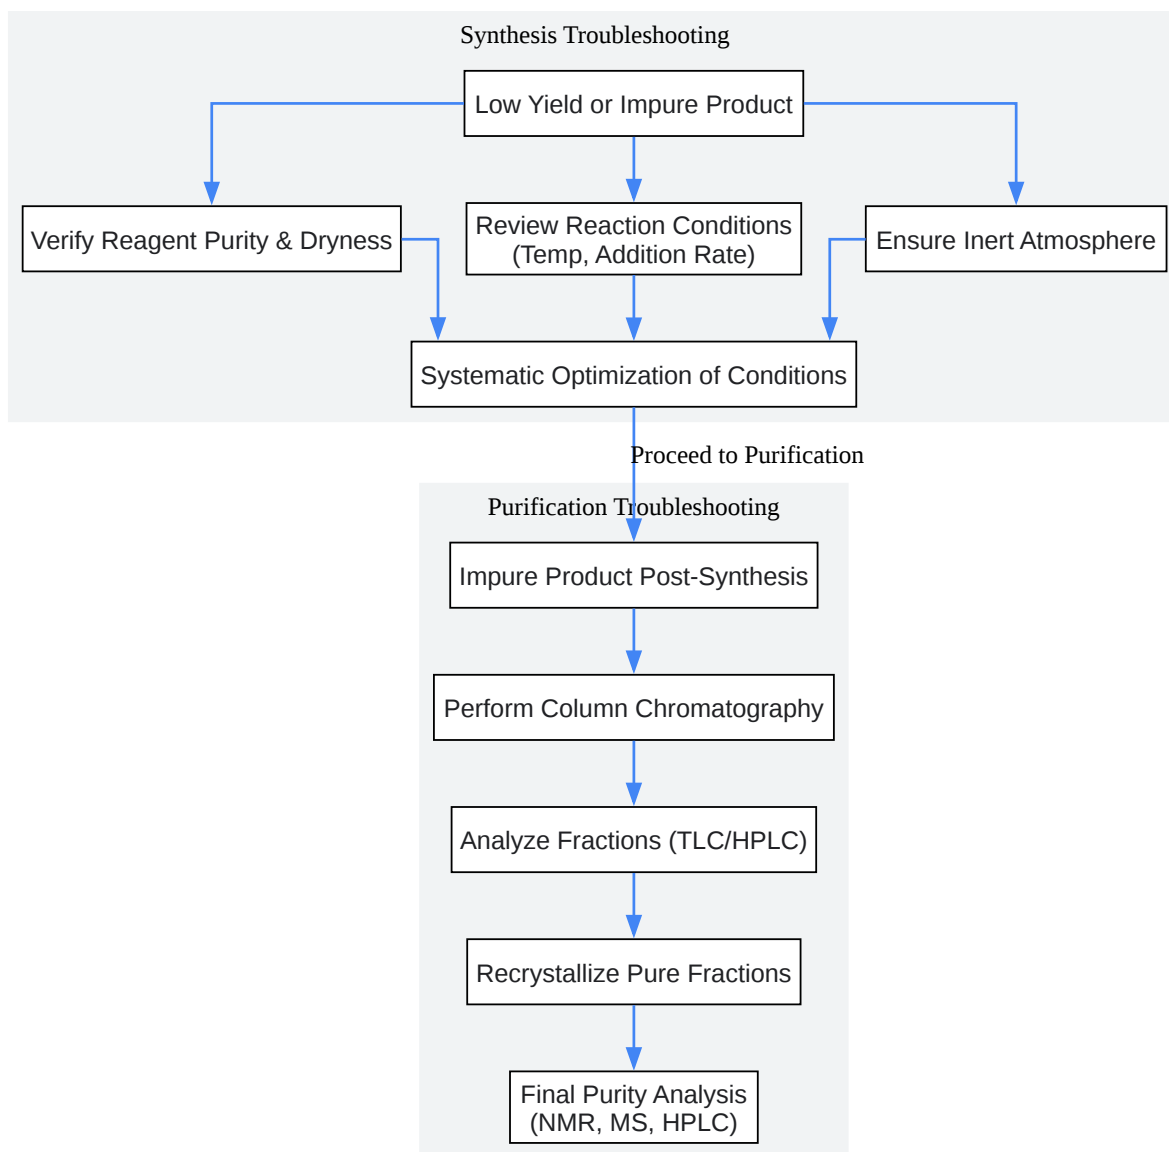 Synthesis Troubleshooting
Low Yield or Impure Product
Verify Reagent Purity & Dryness
Review Reaction Conditions
(Temp, Addition Rate)
Ensure Inert Atmosphere
Systematic Optimization of Conditions
Proceed to Purification
Purification Troubleshooting
Impure Product Post-Synthesis
Perform Column Chromatography
Analyze Fractions (TLC/HPLC)
Recrystallize Pure Fractions
Final Purity Analysis
(NMR, MS, HPLC)